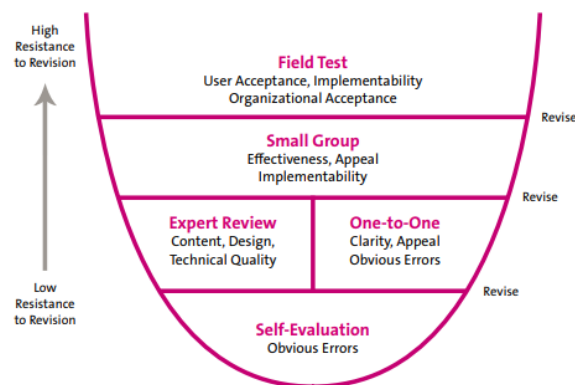 High
Resistance
to Revision
Field Test
User Acceptance, Implementability
Organizational Acceptance
Revise
Small Group
Effectiveness, Appeal
Implementability
Revise
Expert Review
Content, Design,
Technical Quality
One-to-One
Clarity, Appeal
Obvious Errors
Revise
Low
Resistance
to Revision
Self-Evaluation
Obvious Errors